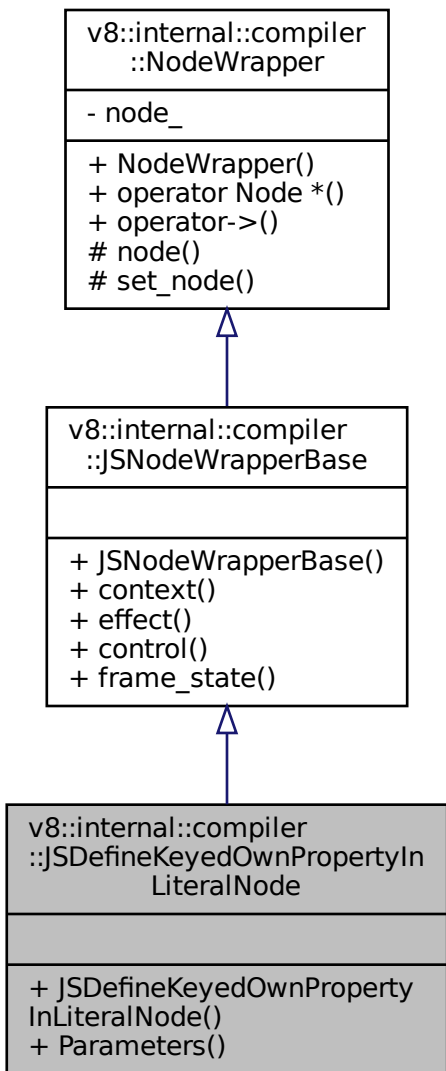 v8::internal::compiler
::NodeWrapper
- node_
+ NodeWrapper()
+ operator Node *()
+ operator->()
# node()
# set_node()
v8::internal::compiler
::JSNodeWrapperBase
+ JSNodeWrapperBase()
+ context()
+ effect()
+ control()
+ frame_state()
v8::internal::compiler
::JSDefineKeyedOwnPropertyIn
LiteralNode
+ JSDefineKeyedOwnProperty
InLiteralNode()
+ Parameters()